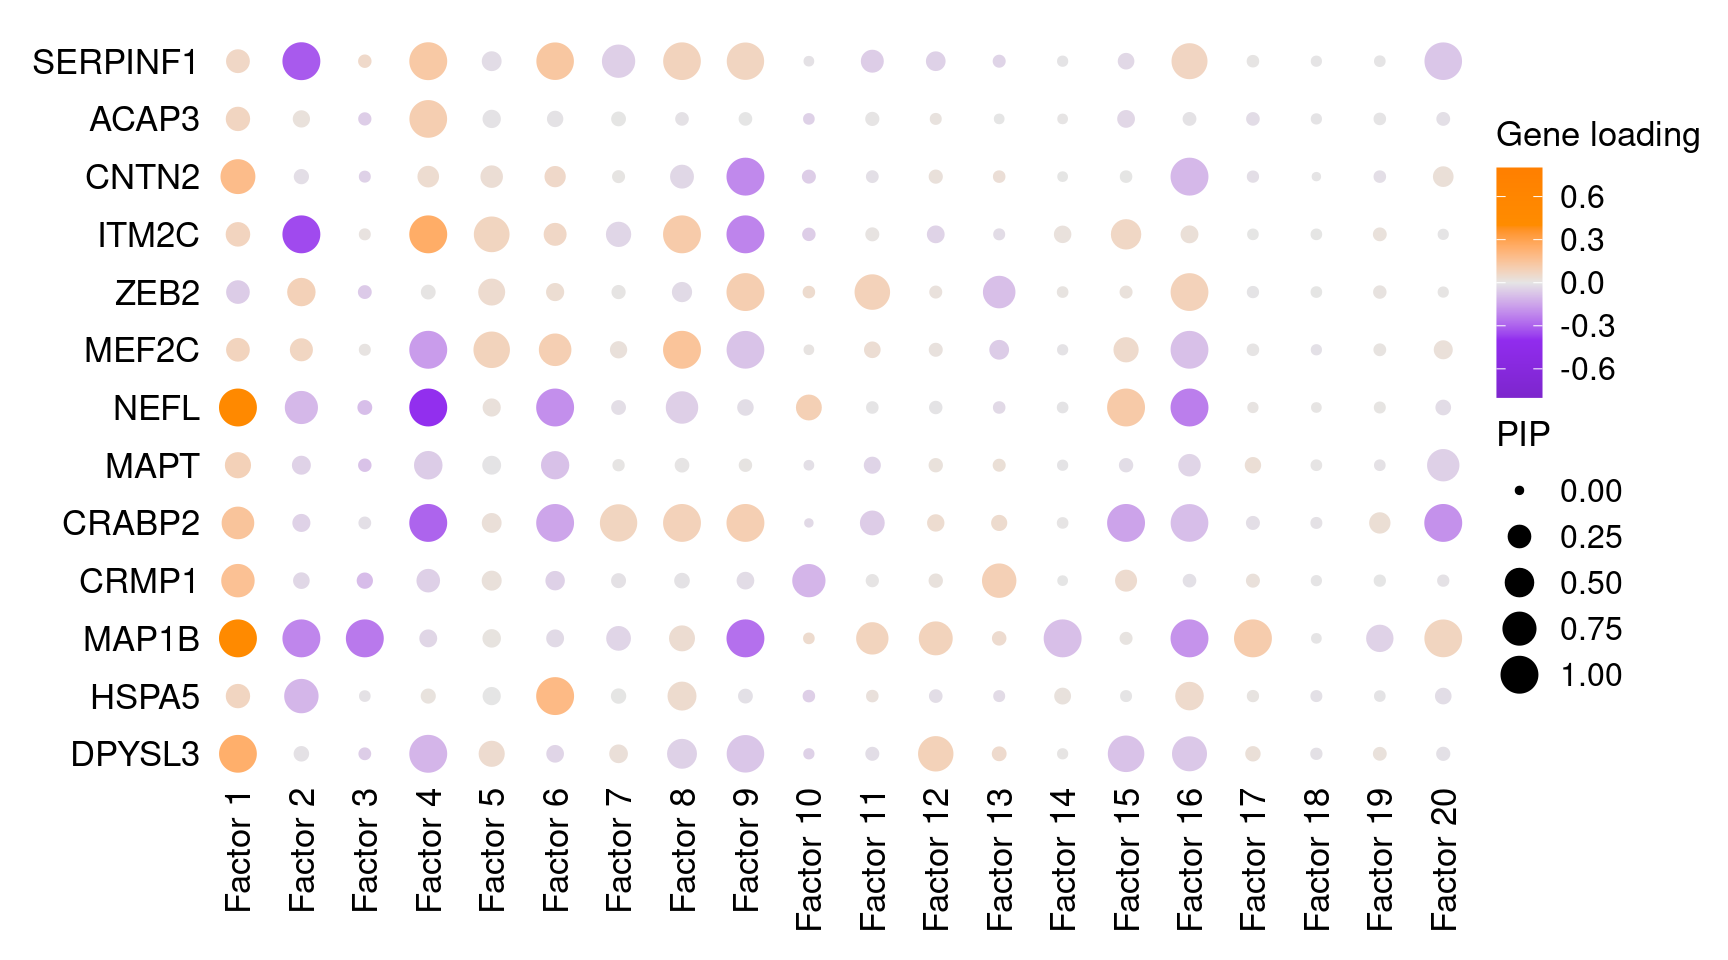 SERPINF1
ACAP3
CNTN2
ITM2C
ZEB2
MEF2C
NEFL
MAPT
CRABP2
CRMP1
MAP1B
HSPA5
DPYSL3
Factor 1
Factor 2
Factor 3
Factor 4
Factor 5
Factor 6
Factor 7
Factor 8
Factor 9
Factor 10
Factor 11
Factor 12
Factor 13
Factor 14
Factor 15
Factor 16
Factor 17
Factor 18
Factor 19
Factor 20
Gene loading
0.6
0.3
0.0
-0.3
-0.6
PIP
0.00
0.25
0.50
0.75
1.00